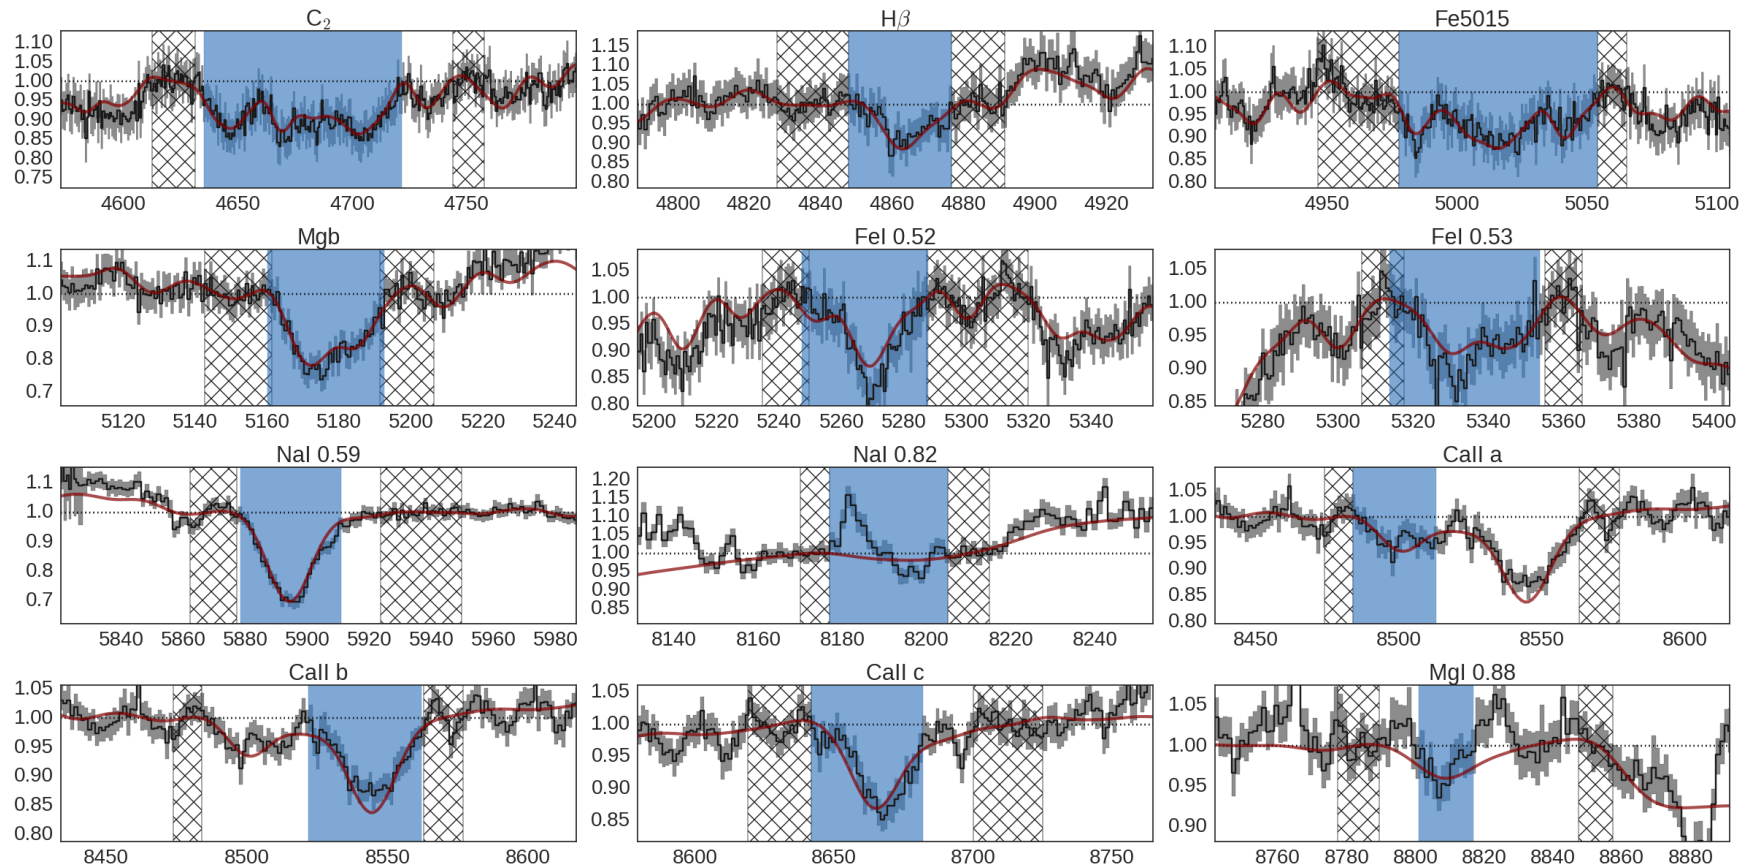 C₂ Hβ Fe5015
1.10 1.05 1.00 0.95 0.90 0.85 0.80 0.75
1.15 1.10 1.05 1.00 0.95 0.90 0.85 0.80
1.10 1.05 1.00 0.95 0.90 0.85 0.80
4600 4650 4700 4750 4800 4820 4840 4860 4880 4900 4920 4950 5000 5050 5100
Mgb FeI 0.52 FeI 0.53
1.1 1.0 0.9 0.8 0.7
1.05 1.00 0.95 0.90 0.85 0.80
1.05 1.00 0.95 0.90 0.85
5120 5140 5160 5180 5200 5220 5240 5200 5220 5240 5260 5280 5300 5320 5340 5280 5300 5320 5340 5360 5380 5400
NaI 0.59 NaI 0.82 CaII a
1.1 1.0 0.9 0.8 0.7
1.20 1.15 1.10 1.05 1.00 0.95 0.90 0.85
1.05 1.00 0.95 0.90 0.85 0.80
5840 5860 5880 5900 5920 5940 5960 5980 8140 8160 8180 8200 8220 8240 8450 8500 8550 8600
CaII b CaII c MgI 0.88
1.05 1.00 0.95 0.90 0.85 0.80
1.05 1.00 0.95 0.90 0.85
1.05 1.00 0.95 0.90
8450 8500 8550 8600 8600 8650 8700 8750 8760 8780 8800 8820 8840 8860 8880